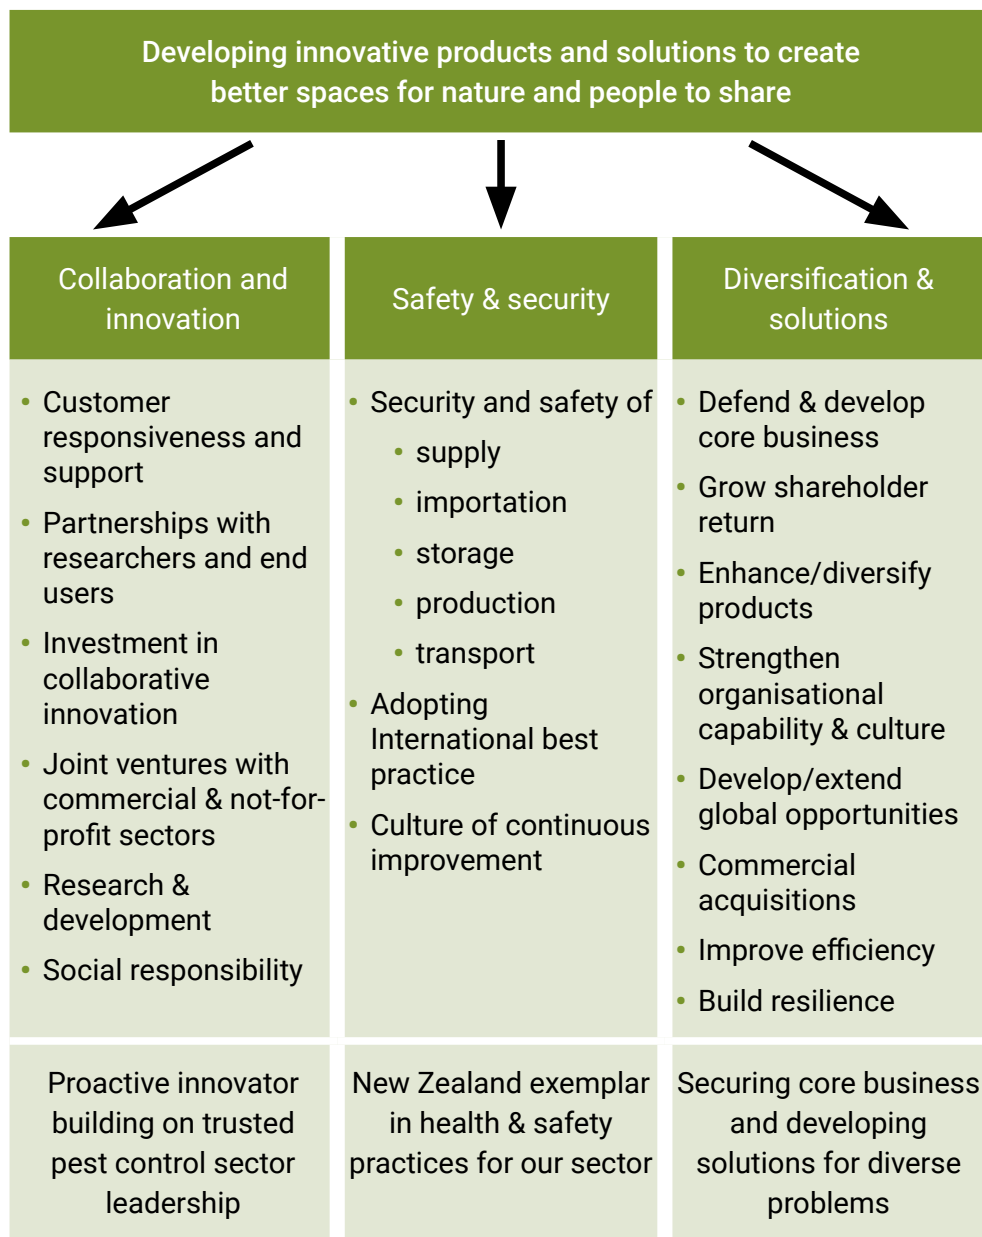 Developing innovative products and solutions to create
better spaces for nature and people to share
Collaboration and
innovation
• Customer
responsiveness and
support
• Partnerships with
researchers and end
users
• Investment in
collaborative
innovation
• Joint ventures with
commercial & not-for-
profit sectors
• Research &
development
• Social responsibility
Proactive innovator
building on trusted
pest control sector
leadership
Safety & security
• Security and safety of
• supply
• importation
• storage
• production
• transport
• Adopting
International best
practice
• Culture of continuous
improvement
New Zealand exemplar
in health & safety
practices for our sector
Diversification &
solutions
• Defend & develop
core business
• Grow shareholder
return
• Enhance/diversify
products
• Strengthen
organisational
capability & culture
• Develop/extend
global opportunities
• Commercial
acquisitions
• Improve efficiency
• Build resilience
Securing core business
and developing
solutions for diverse
problems